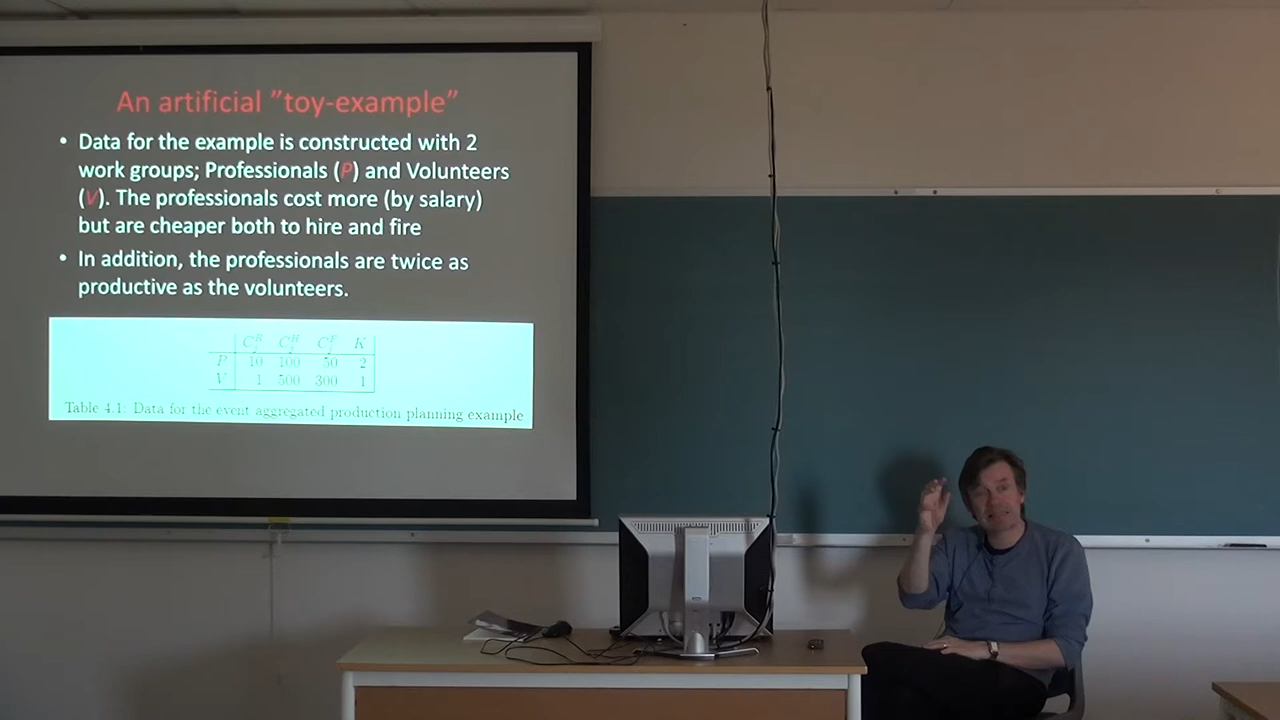 An artificial ”toy-example”
• Data for the example is constructed with 2
work groups; Professionals (P) and Volunteers
(V). The professionals cost more (by salary)
but are cheaper both to hire and fire
• In addition, the professionals are twice as
productive as the volunteers.
C_j^R C_j^H C_j^F K
P 10 100 50 2
V 1 500 300 1
Table 4.1: Data for the event aggregated production planning example